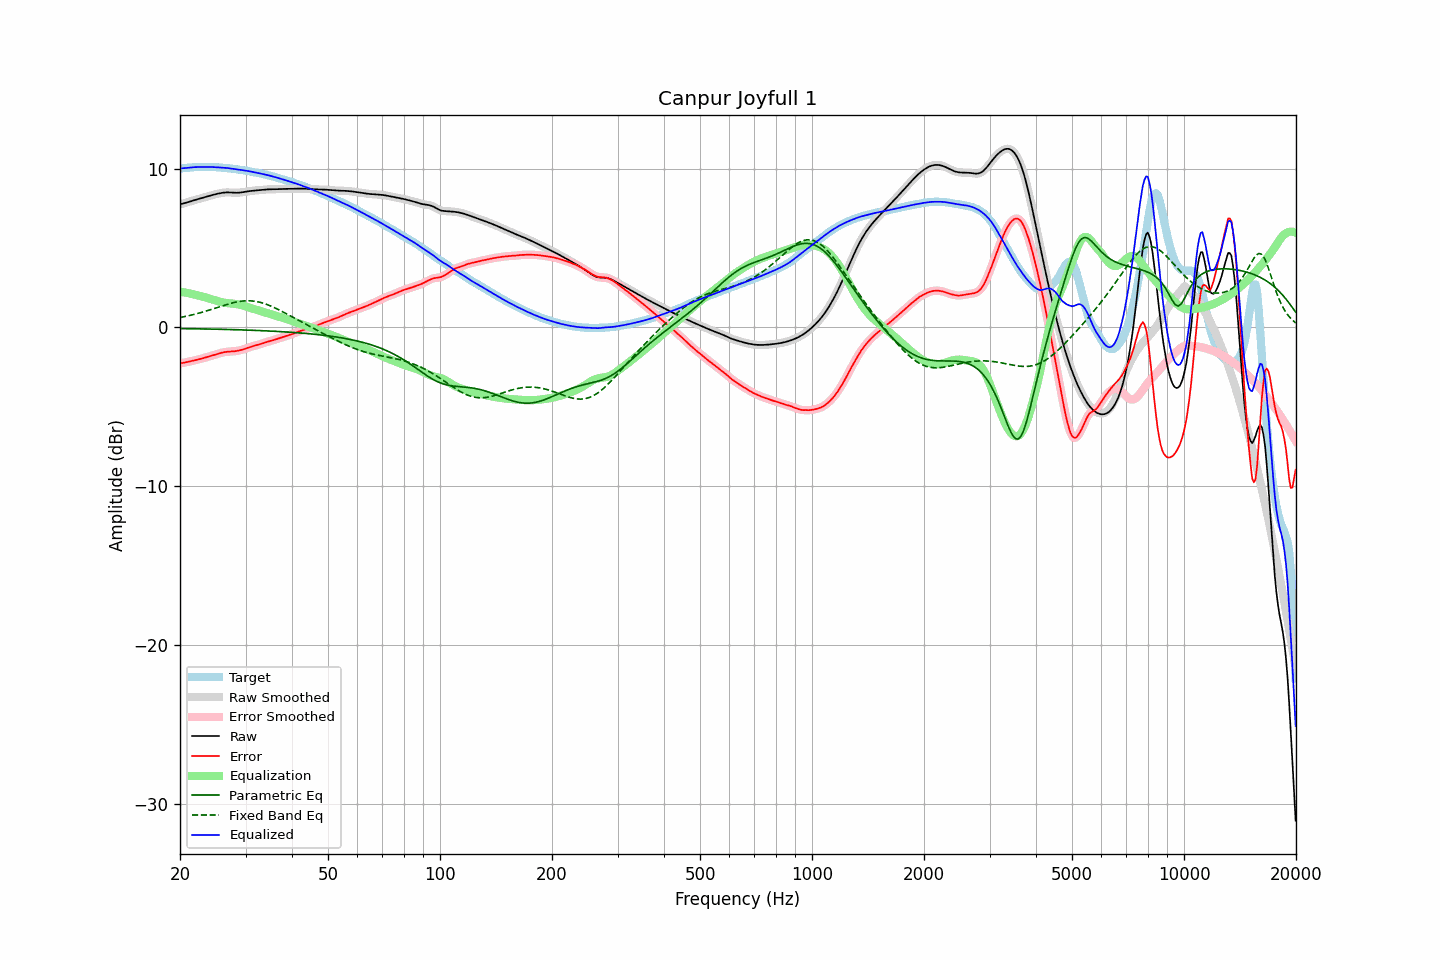 Canpur Joyfull 1
Amplitude (dBr)
10
0
−10
−20
−30
Target
Raw Smoothed
Error Smoothed
Raw
Error
Equalization
Parametric Eq
Fixed Band Eq
Equalized
20 50 100 200 500 1000 2000 5000 10000 20000
Frequency (Hz)